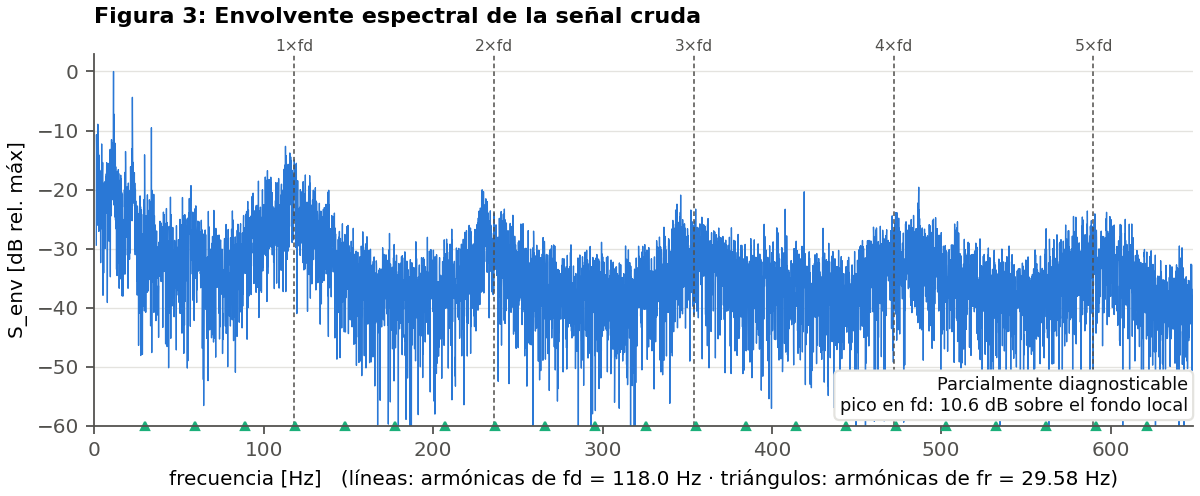 Figura 3: Envolvente espectral de la señal cruda
1×fd 2×fd 3×fd 4×fd 5×fd
S_env [dB rel. máx]
0
−10
−20
−30
−40
−50
−60
Parcialmente diagnosticable
pico en fd: 10.6 dB sobre el fondo local
0 100 200 300 400 500 600
frecuencia [Hz] (líneas: armónicas de fd = 118.0 Hz · triángulos: armónicas de fr = 29.58 Hz)